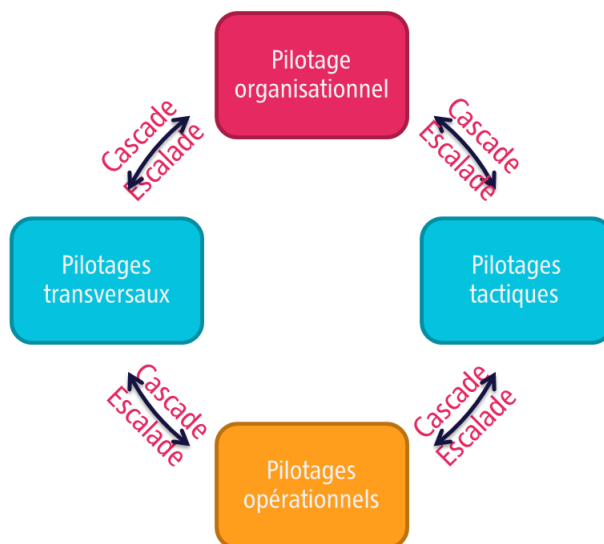 Pilotage
organisationnel
Cascade
Escalade
Cascade
Escalade
Pilotages
transversaux
Pilotages
tactiques
Cascade
Escalade
Cascade
Escalade
Pilotages
opérationnels